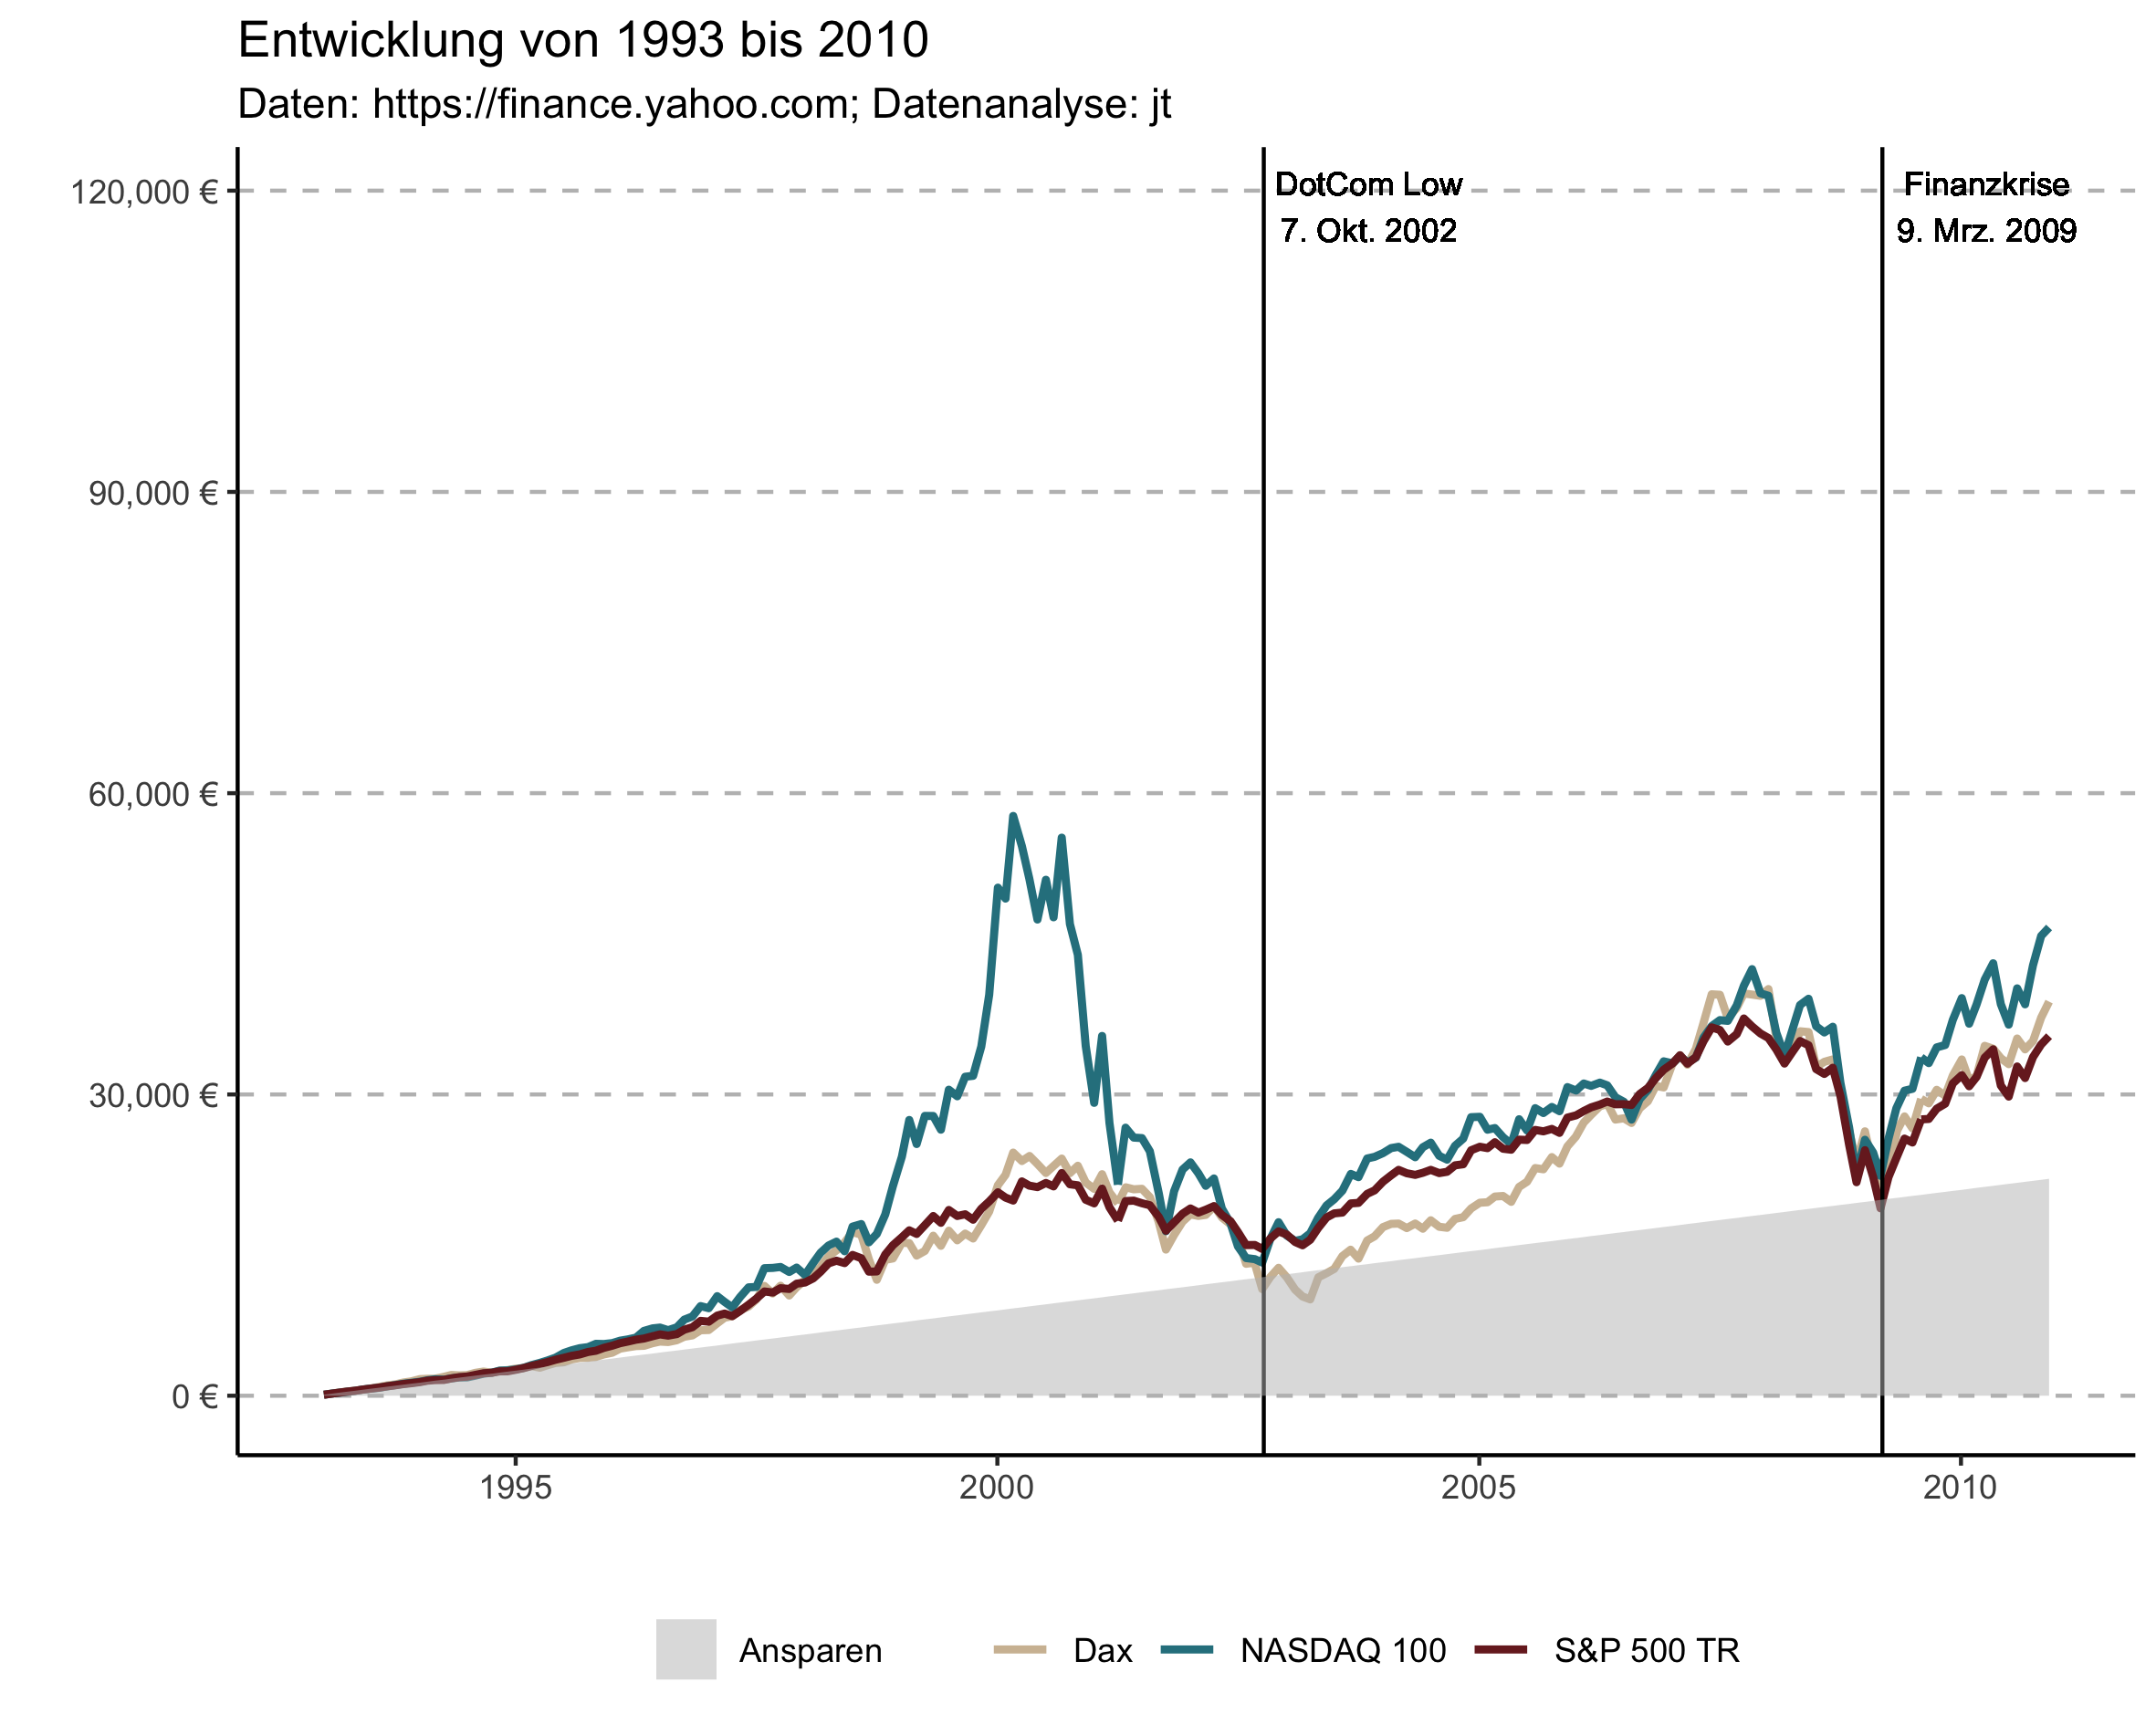 Entwicklung von 1993 bis 2010
Daten: https://finance.yahoo.com; Datenanalyse: jt
120,000 €
90,000 €
60,000 €
30,000 €
0 €
DotCom Low
7. Okt. 2002
Finanzkrise
9. Mrz. 2009
1995
2000
2005
2010
Ansparen
Dax
NASDAQ 100
S&P 500 TR